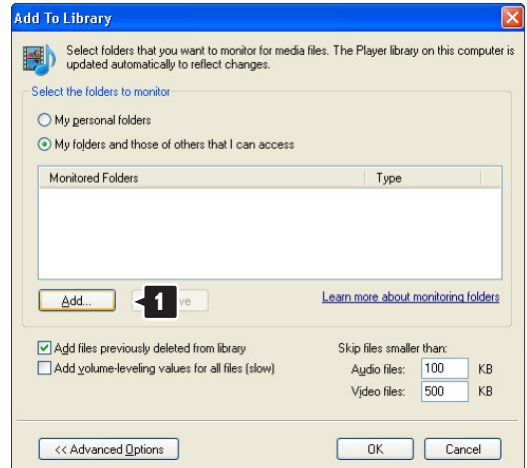 Add To Library
Select folders that you want to monitor for media files. The Player library on this computer is
updated automatically to reflect changes.
Select the folders to monitor
My personal folders
My folders and those of others that I can access
Monitored Folders Type
Add... 1 ve Learn more about monitoring folders
Add files previously deleted from library Skip files smaller than:
Add volume-leveling values for all files (slow) Audio files: 100 KB
Video files: 500 KB
<< Advanced Options OK Cancel